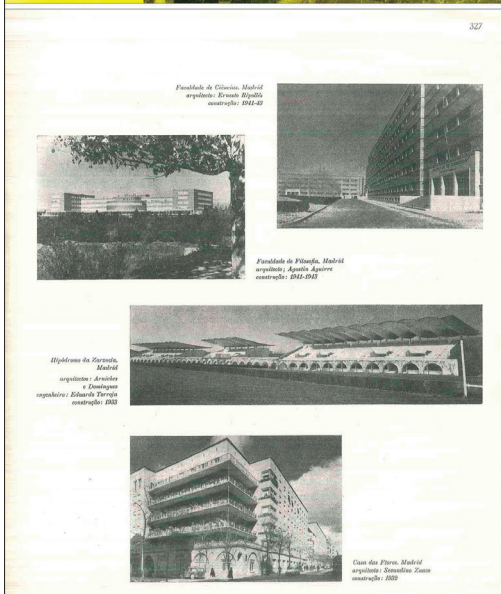 327
Faculdade de Ciências. Madrid
arquitecto: Ernesto Ripollés
construção: 1941-43
Faculdade de Filosofia. Madrid
arquitecto; Agustin Aguirre
construção: 1941-1943
Hipódromo da Zarzuela.
Madrid
arquitectos: Arniches
e Dominguez
engenheiro: Eduardo Torroja
construção: 1935
Casa das Flores. Madrid
arquitecto: Secundino Zuazo
construção: 1932